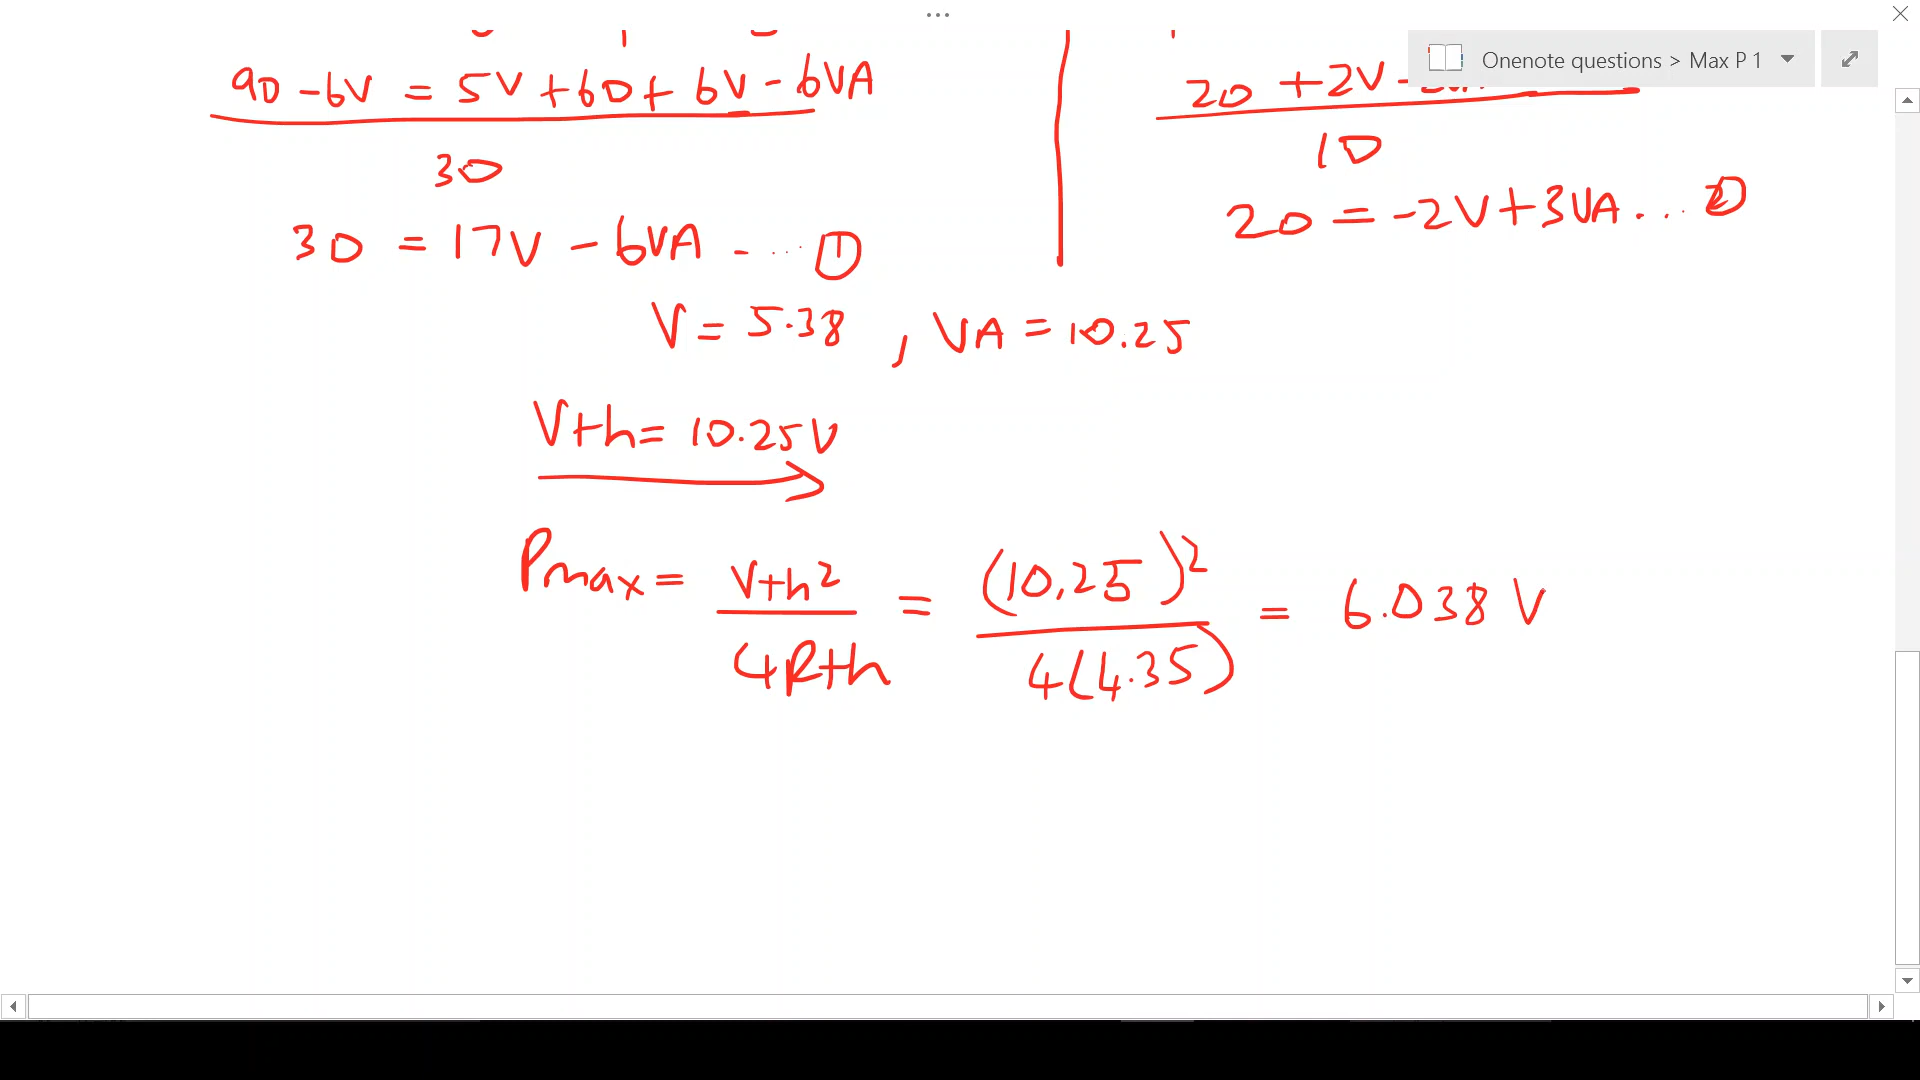 Onenote questions > Max P 1
90 - 6V = 5V + 60 + 6V - 6VA
30
30 = 17V - 6VA - ... ①
20 + 2V -
10
20 = -2V + 3VA ... ②
V = 5.38 , VA = 10.25
Vth = 10.25V
Pmax = Vth² / 4Rth = (10.25)² / 4(4.35) = 6.038 V